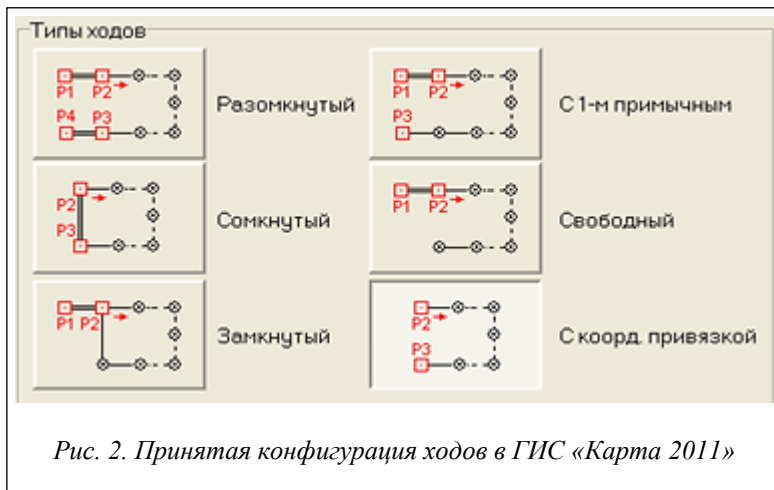 Типы ходов
P1 P2
P4 P3
Разомкнутый
P1 P2
P3
С 1-м примычным
P2
P3
Сомкнутый
P1 P2
Свободный
P1 P2
Замкнутый
P2
P3
С коорд. привязкой
Рис. 2. Принятая конфигурация ходов в ГИС «Карта 2011»